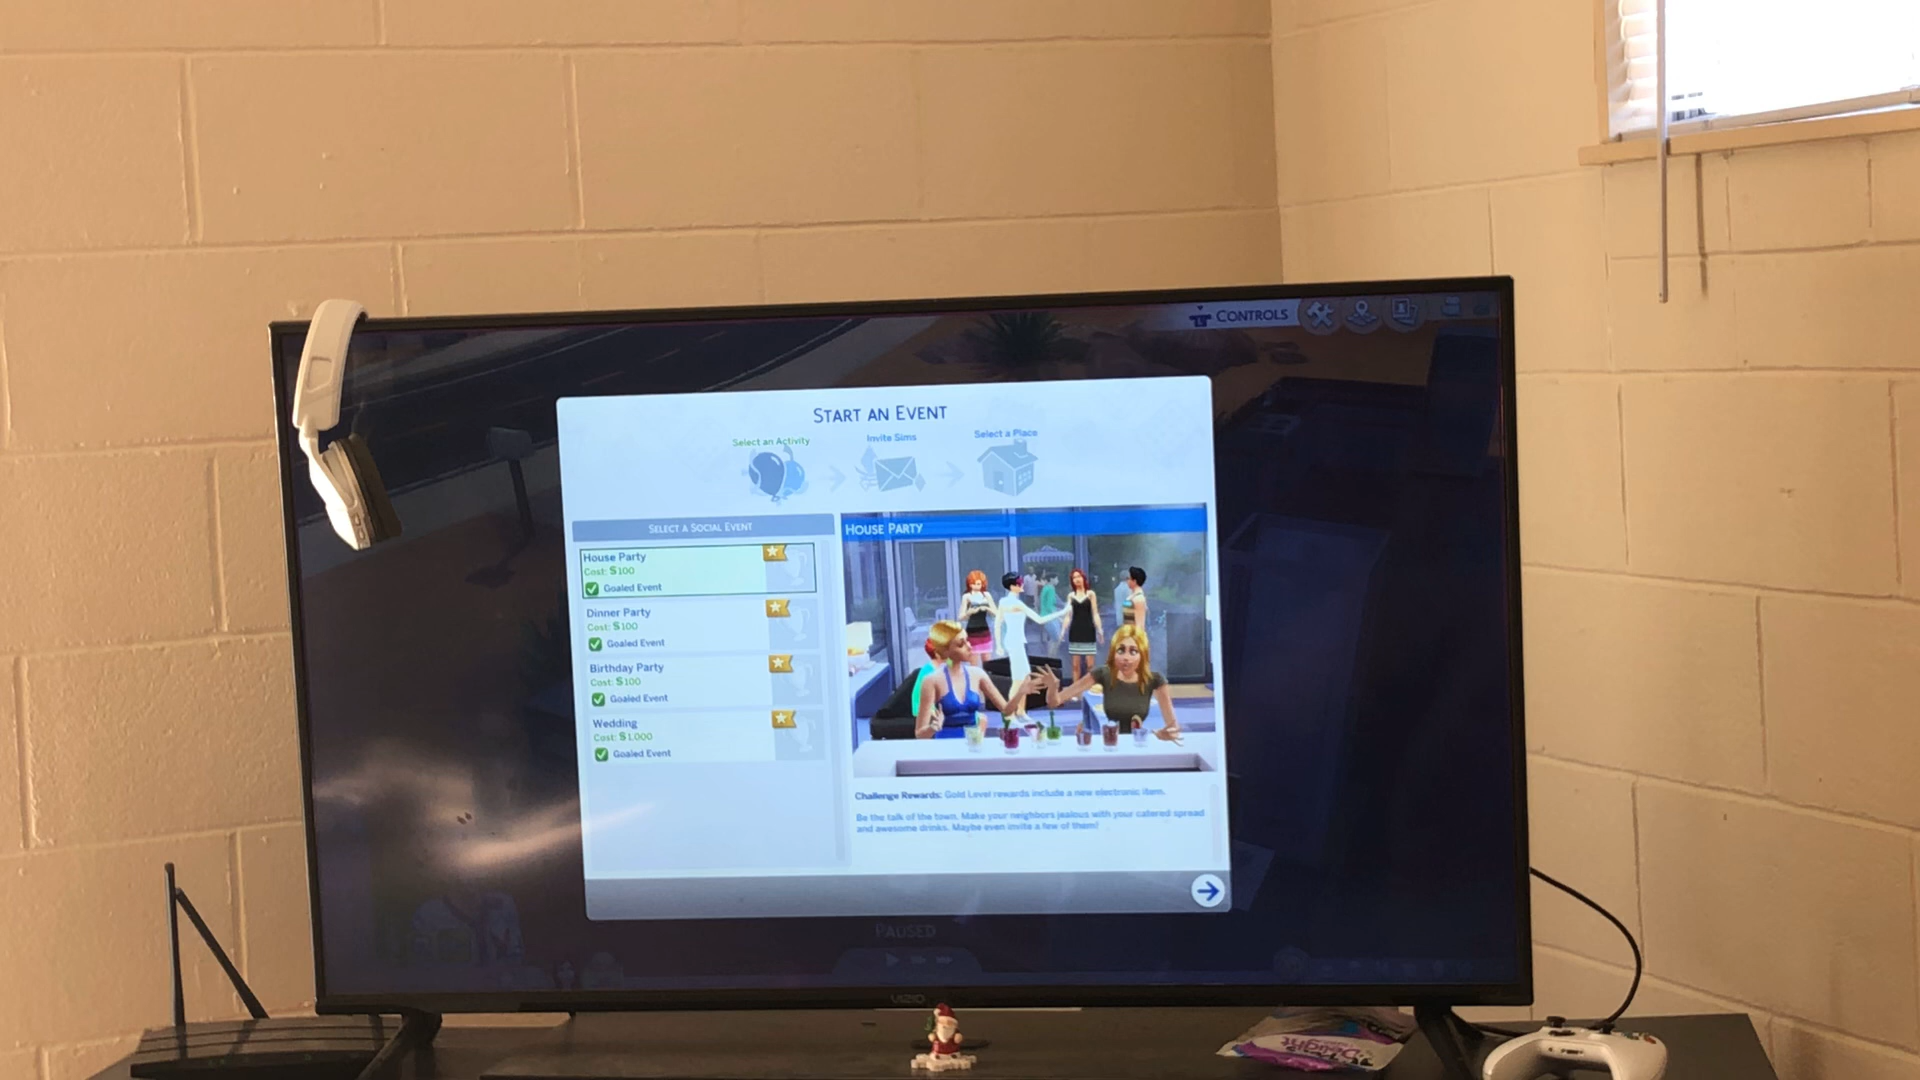 CONTROLS
START AN EVENT
Select an Activity
Invite Sims
Select a Place
SELECT A SOCIAL EVENT
House Party
Cost: $100
Goaled Event
Dinner Party
Cost: $100
Goaled Event
Birthday Party
Cost: $100
Goaled Event
Wedding
Cost: $1,000
Goaled Event
HOUSE PARTY
Challenge Rewards: Gold Level rewards include a new electronic item.
Be the talk of the town. Make your neighbors jealous with your catered spread
and awesome drinks. Maybe even invite a few of them!
PAUSED
VIZIO